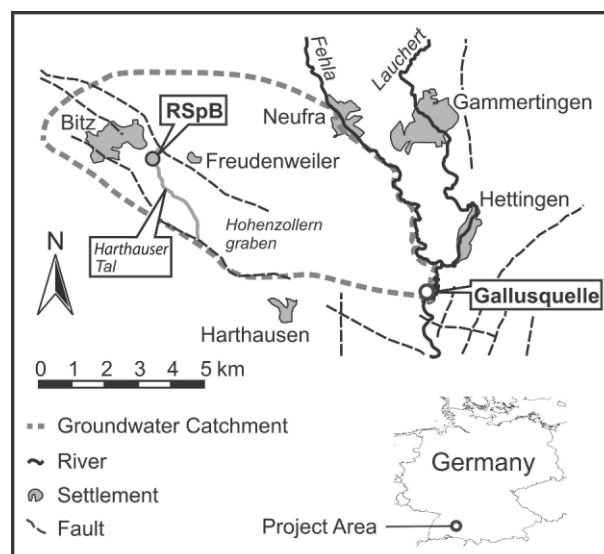 Fehla
Lauchert
RSpB
Bitz
Neufra
Gammertingen
Freudenweiler
Hettingen
Harthauser
Tal
Hohenzollern
graben
N
Gallusquelle
Harthausen
0 1 2 3 4 5 km
Groundwater Catchment
River
Settlement
Fault
Germany
Project Area